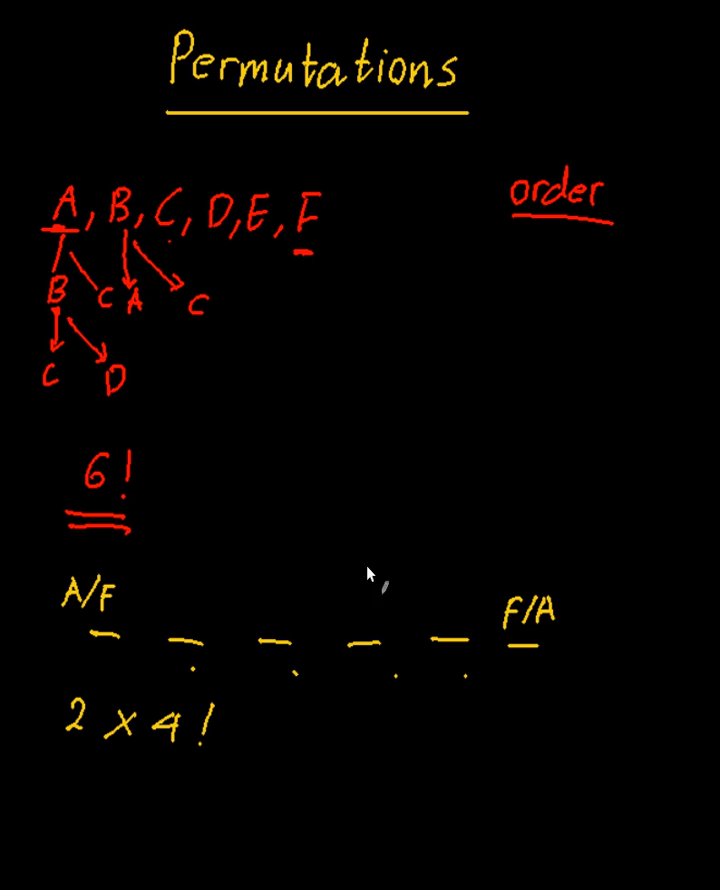 Permutations
order
A, B, C, D, E, F
B C A C
C D
6!
A/F F/A
2 x 4!